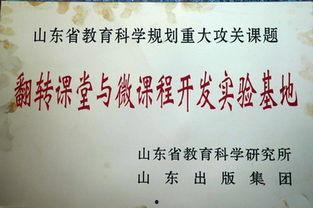 山东省教育科学规划重大攻关课题
翻转课堂与微课程开发实验基地
山东省教育科学研究所
山东出版集团